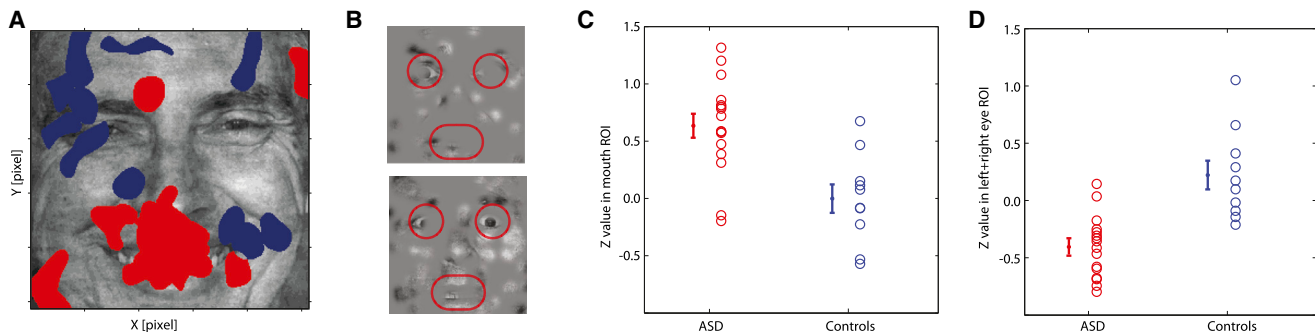 A
Y [pixel]
X [pixel]
B
C
Z value in mouth ROI
1.5
1.0
0.5
0.0
-0.5
ASD
Controls
D
Z value in left+right eye ROI
1.5
1.0
0.5
0.0
-0.5
ASD
Controls